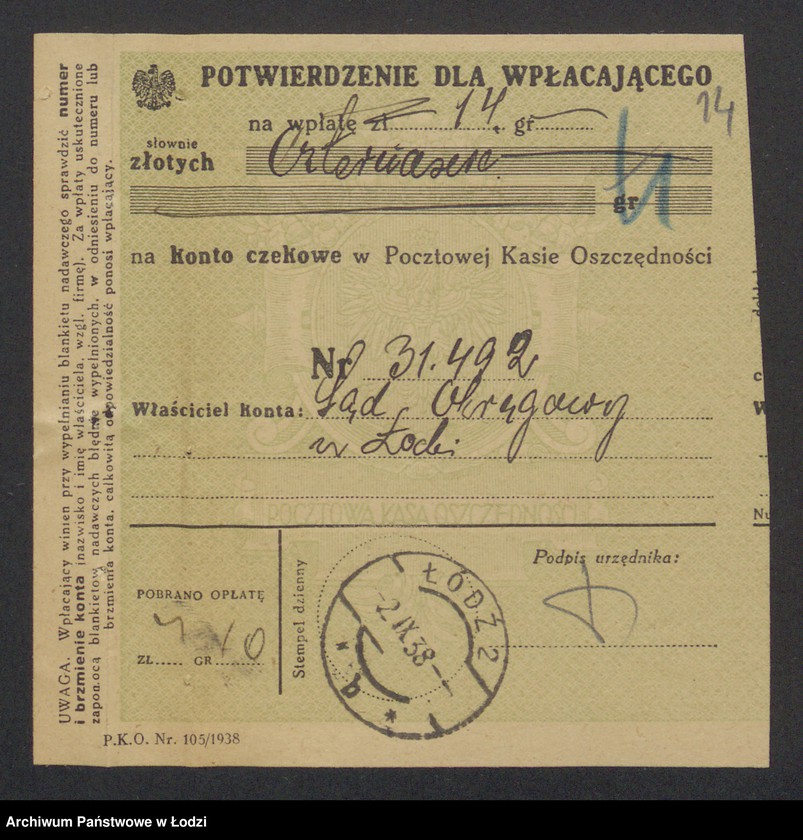 POTWIERDZENIE DLA WPŁACAJĄCEGO
14
na wpłatę zł 14. gr
słownie
złotych Czternaście
gr
na konto czekowe w Pocztowej Kasie Oszczędności
Nr 31.492
Właściciel konta: Sąd Okręgowy
w Łodzi
POCZTOWA KASA OSZCZĘDNOŚCI
Podpis urzędnika:
POBRANO OPŁATĘ
ZŁ GR
Stempel dzienny
ŁÓDŹ 2
-2 IX 38
* b *
P.K.O. Nr. 105/1938
UWAGA. Wpłacający winien przy wypełnianiu blankietu nadawczego sprawdzić numer
i brzmienie konta (nazwisko i imię właściciela, wzgl. firmę). Za wpłaty uskutecznione
zapomocą blankietów nadawczych błędnie wypełnionych, w odniesieniu do numeru lub
brzmienia konta, całkowitą odpowiedzialność ponosi wpłacający.
Archiwum Państwowe w Łodzi